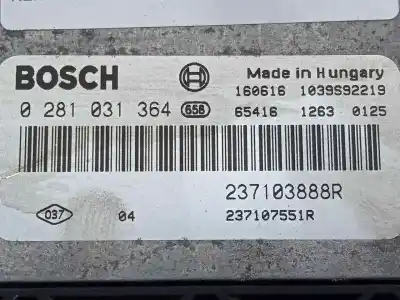 BOSCH
Made in Hungary
160616 1039S92219
0 281 031 364 658
65416 1263 0125
237103888R
037 04
237107551R